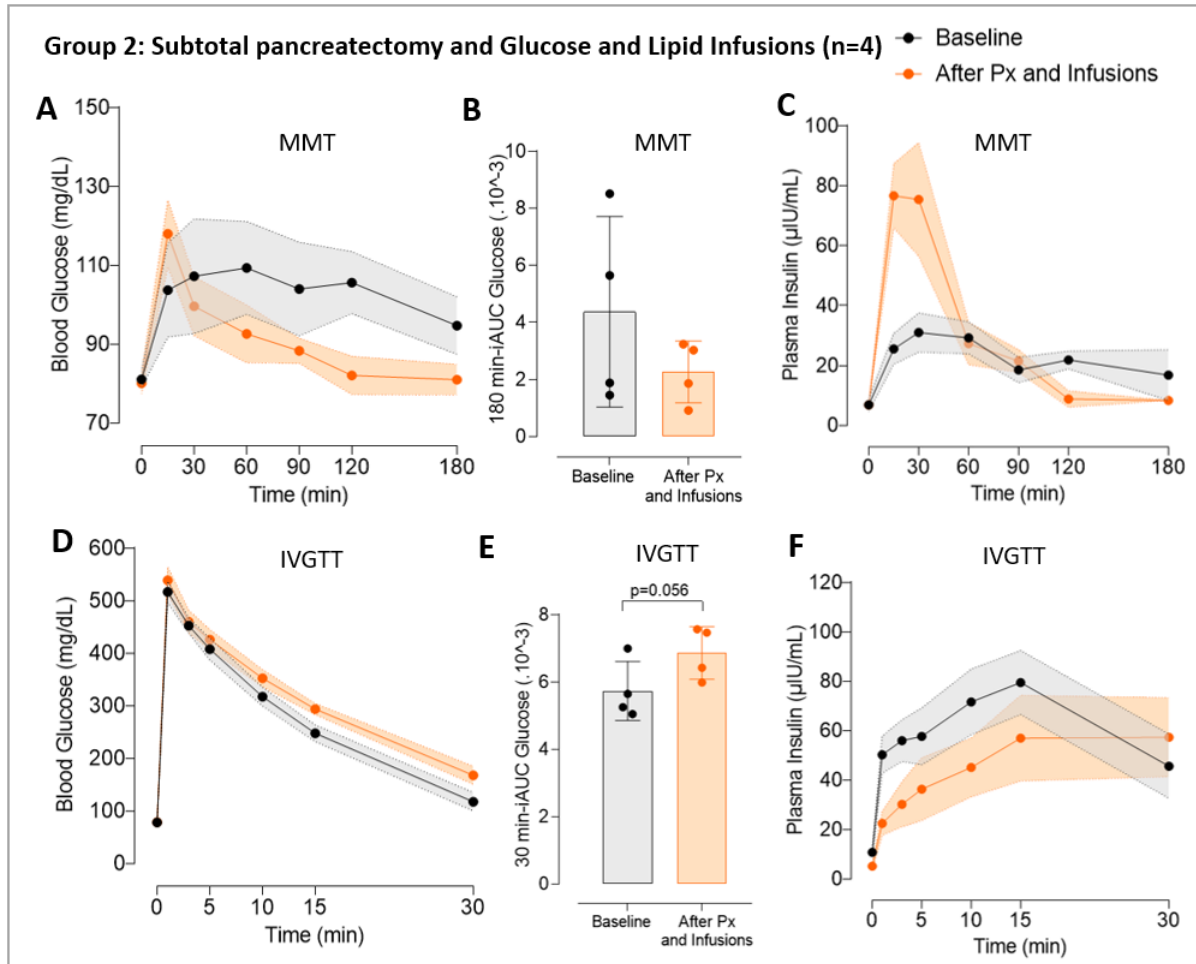 Group 2: Subtotal pancreatectomy and Glucose and Lipid Infusions (n=4)
Baseline
After Px and Infusions
A
MMT
Blood Glucose (mg/dL)
150
130
110
90
70
0 30 60 90 120 180
Time (min)
B
MMT
180 min-iAUC Glucose (.10^-3)
10
8
6
4
2
0
Baseline
After Px
and Infusions
C
MMT
Plasma Insulin (µIU/mL)
100
80
60
40
20
0
0 30 60 90 120 180
Time (min)
D
IVGTT
Blood Glucose (mg/dL)
600
500
400
300
200
100
0
0 5 10 15 30
Time (min)
E
IVGTT
p=0.056
30 min-iAUC Glucose (.10^-3)
8
6
4
2
0
Baseline
After Px
and Infusions
F
IVGTT
Plasma Insulin (µIU/mL)
120
100
80
60
40
20
0
0 5 10 15 30
Time (min)